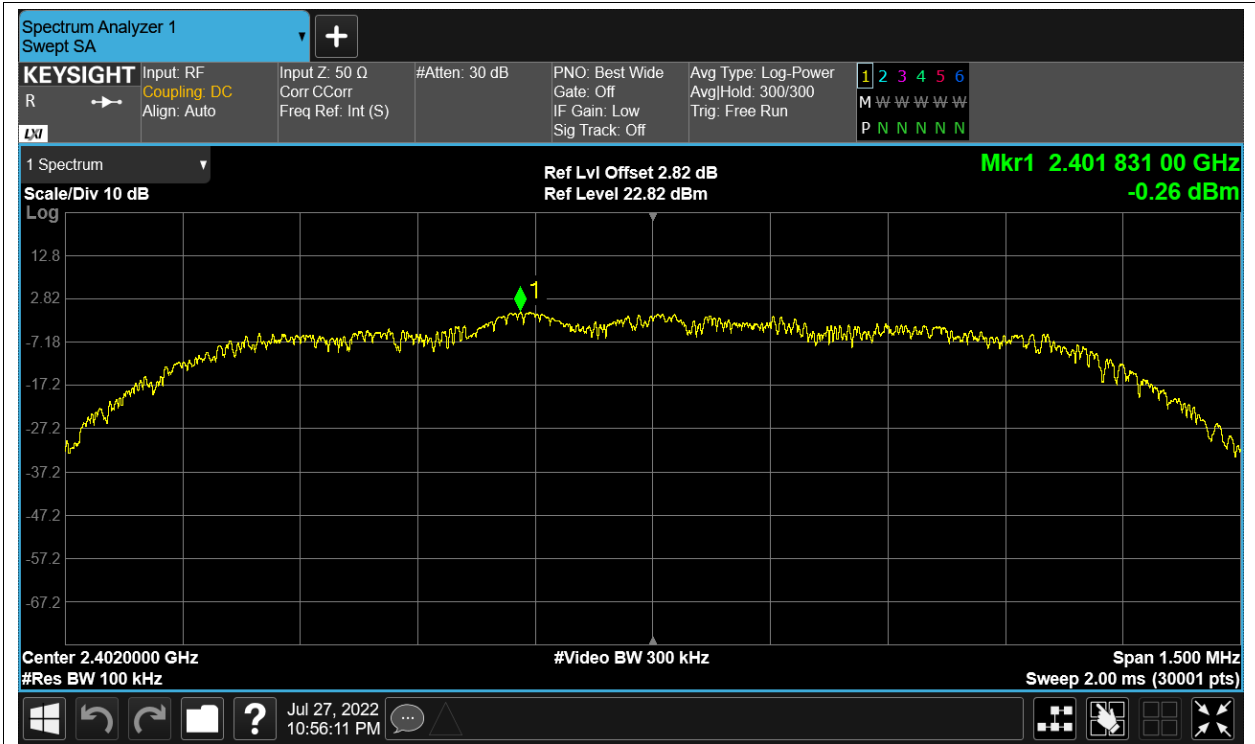 Spectrum Analyzer 1
Swept SA
KEYSIGHT
R
LXI
Input: RF
Coupling: DC
Align: Auto
Input Z: 50 Ω
Corr CCorr
Freq Ref: Int (S)
#Atten: 30 dB
PNO: Best Wide
Gate: Off
IF Gain: Low
Sig Track: Off
Avg Type: Log-Power
Avg|Hold: 300/300
Trig: Free Run
1 2 3 4 5 6
M W W W W W
P N N N N N
1 Spectrum
Scale/Div 10 dB
Log
Ref Lvl Offset 2.82 dB
Ref Level 22.82 dBm
Mkr1 2.401 831 00 GHz
-0.26 dBm
12.8
2.82
1
-7.18
-17.2
-27.2
-37.2
-47.2
-57.2
-67.2
Center 2.4020000 GHz
#Video BW 300 kHz
Span 1.500 MHz
#Res BW 100 kHz
Sweep 2.00 ms (30001 pts)
?
Jul 27, 2022
10:56:11 PM